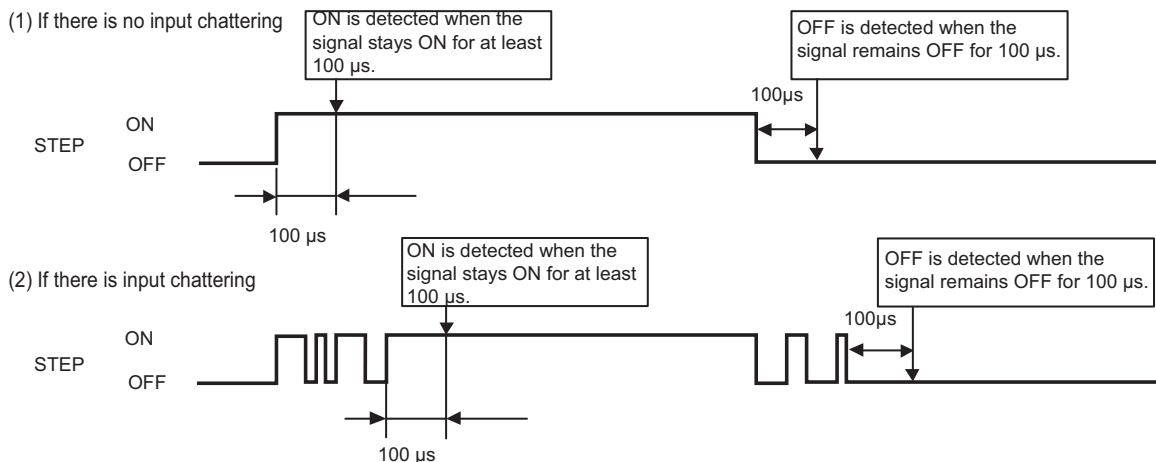 (1) If there is no input chattering
ON is detected when the
signal stays ON for at least
100 µs.
OFF is detected when the
signal remains OFF for 100 µs.
100µs
STEP
ON
OFF
100 µs
(2) If there is input chattering
ON is detected when the
signal stays ON for at least
100 µs.
OFF is detected when the
signal remains OFF for 100 µs.
100µs
STEP
ON
OFF
100 µs